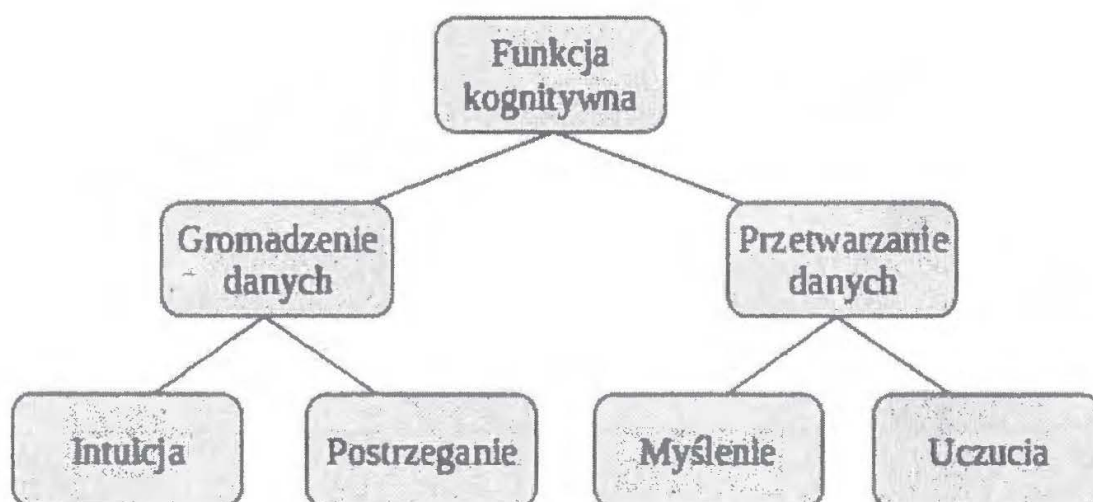 Funkcja
kognitywna
Gromadzenie
danych
Przetwarzanie
danych
Intuicja
Postrzeganie
Myślenie
Uczucia